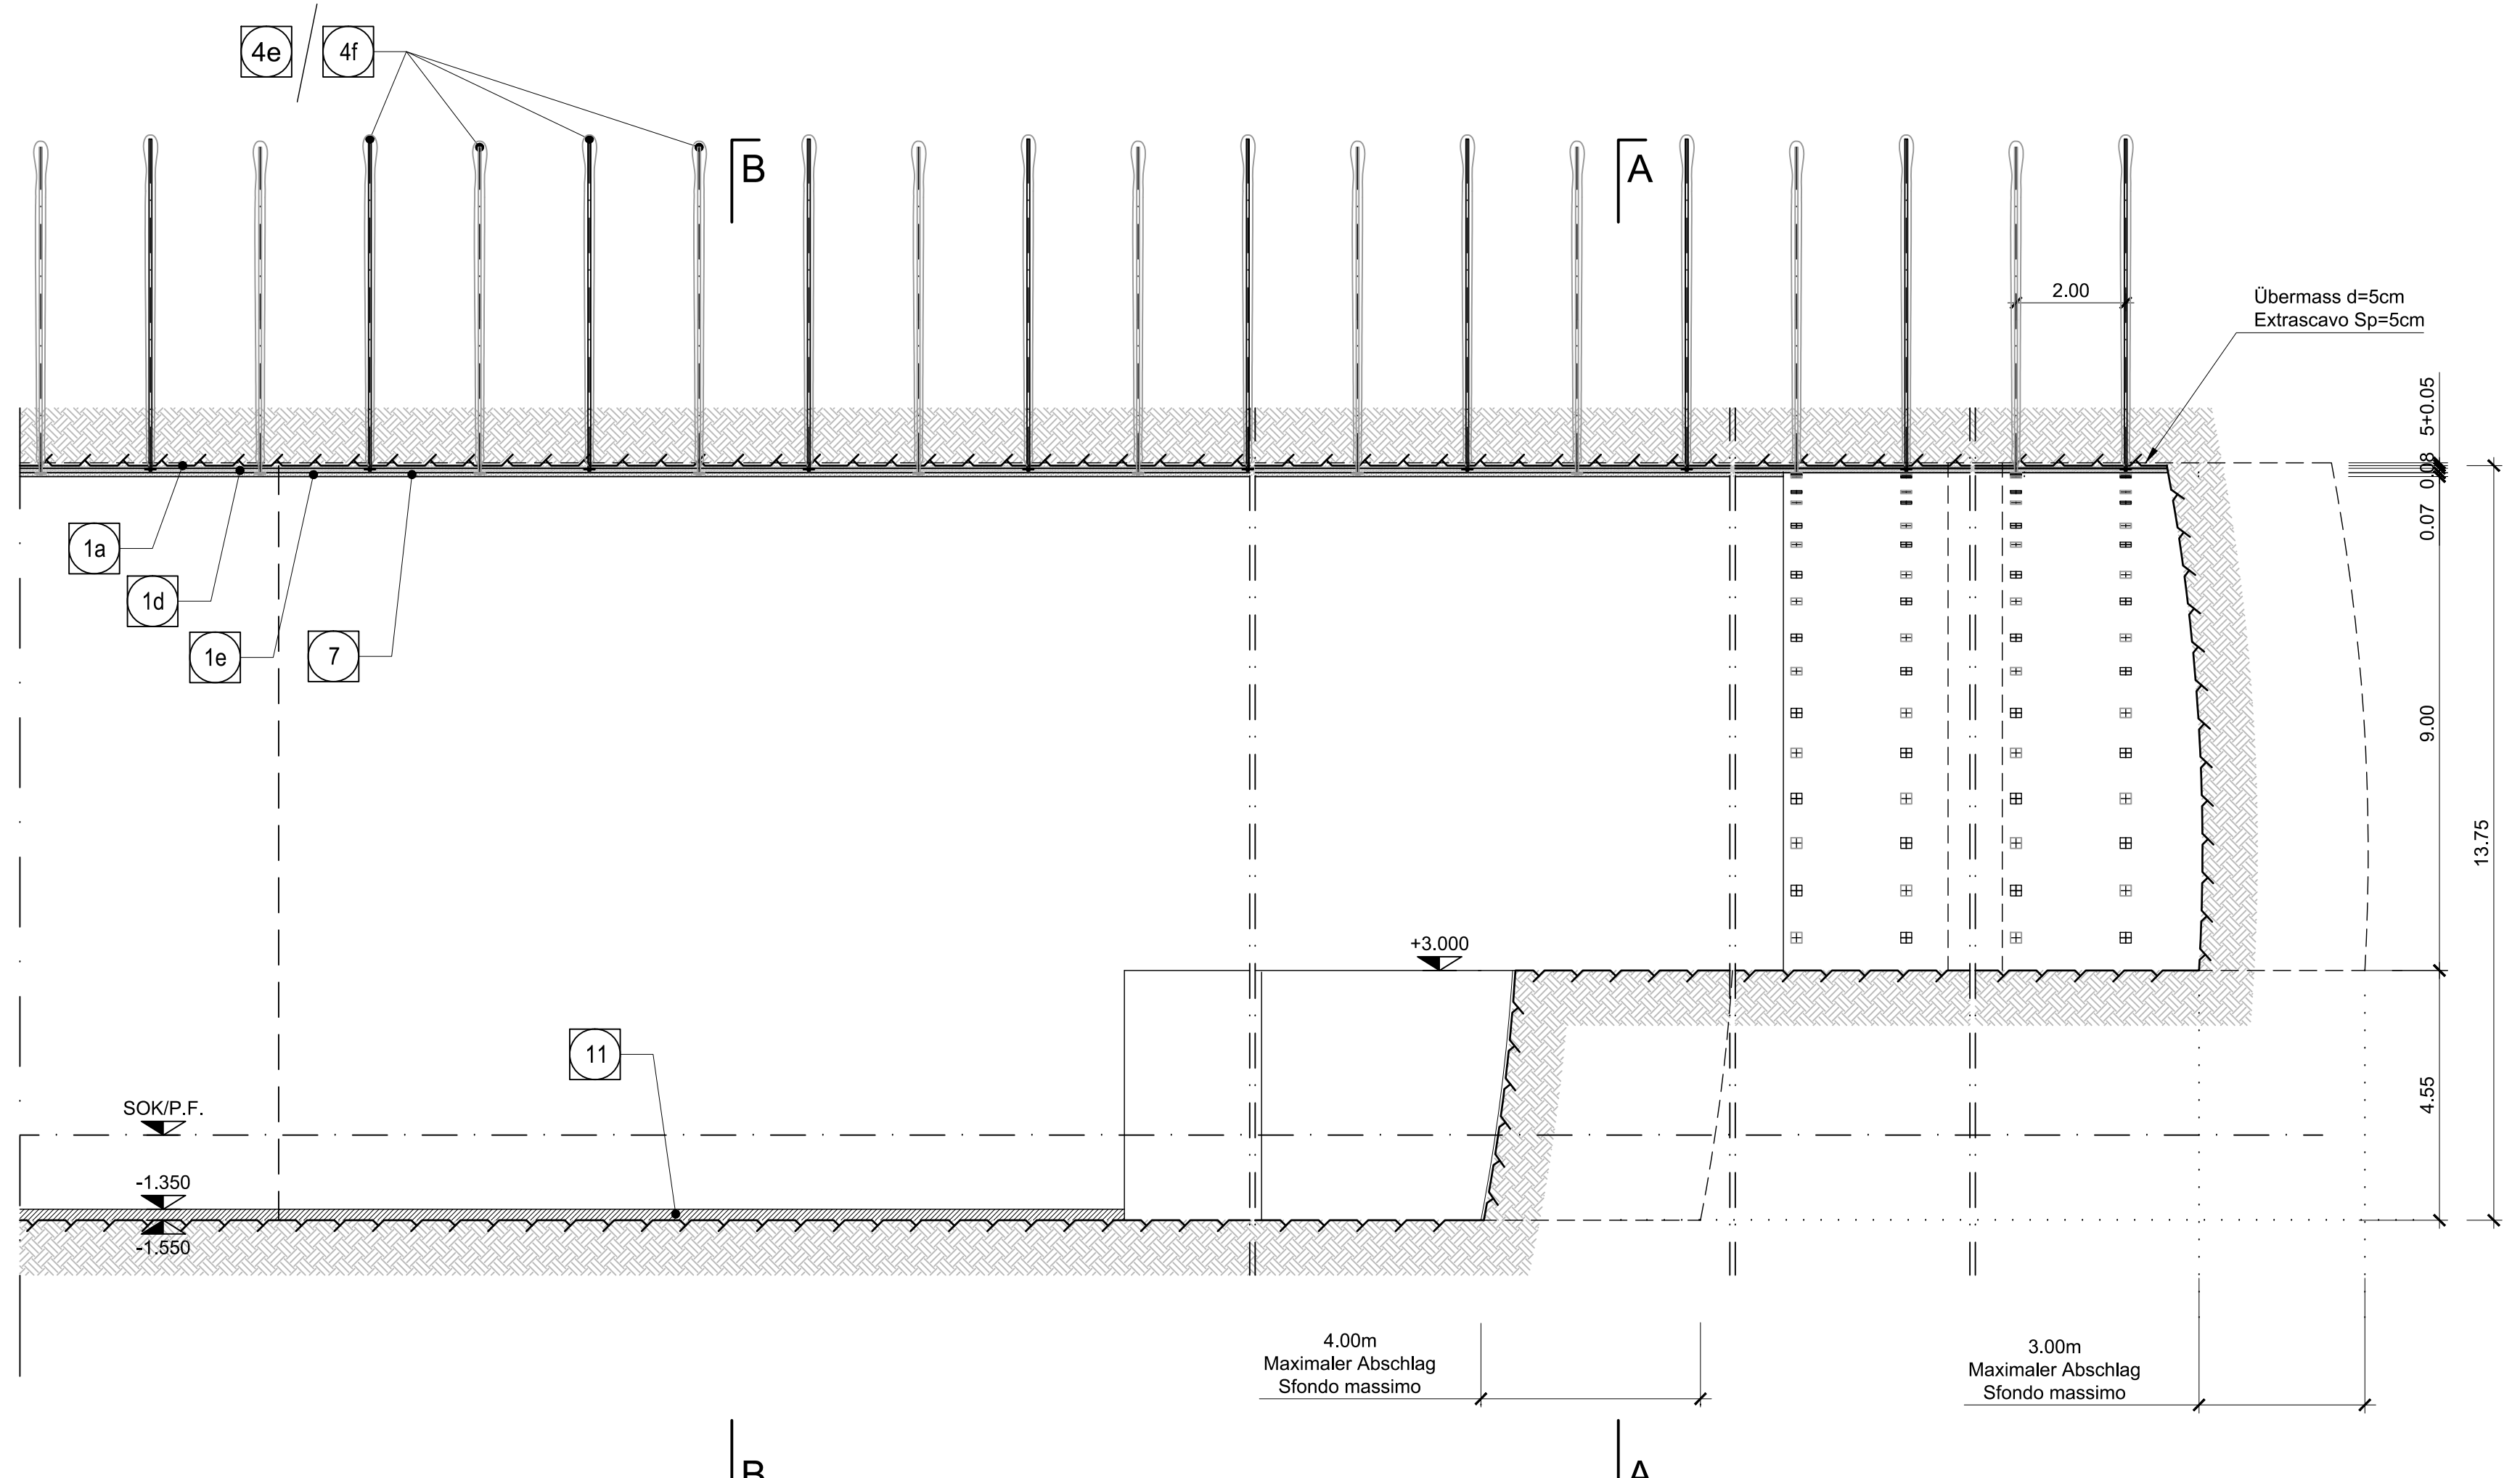 4e
4f
B
A
2.00
Übermass d=5cm
Extrascavo Sp=5cm
5+0.05
0.08
0.07
1a
1d
1e
7
9.00
13.75
+3.000
11
4.55
SOK/P.F.
-1.350
-1.550
4.00m
Maximaler Abschlag
Sfondo massimo
3.00m
Maximaler Abschlag
Sfondo massimo
B
A